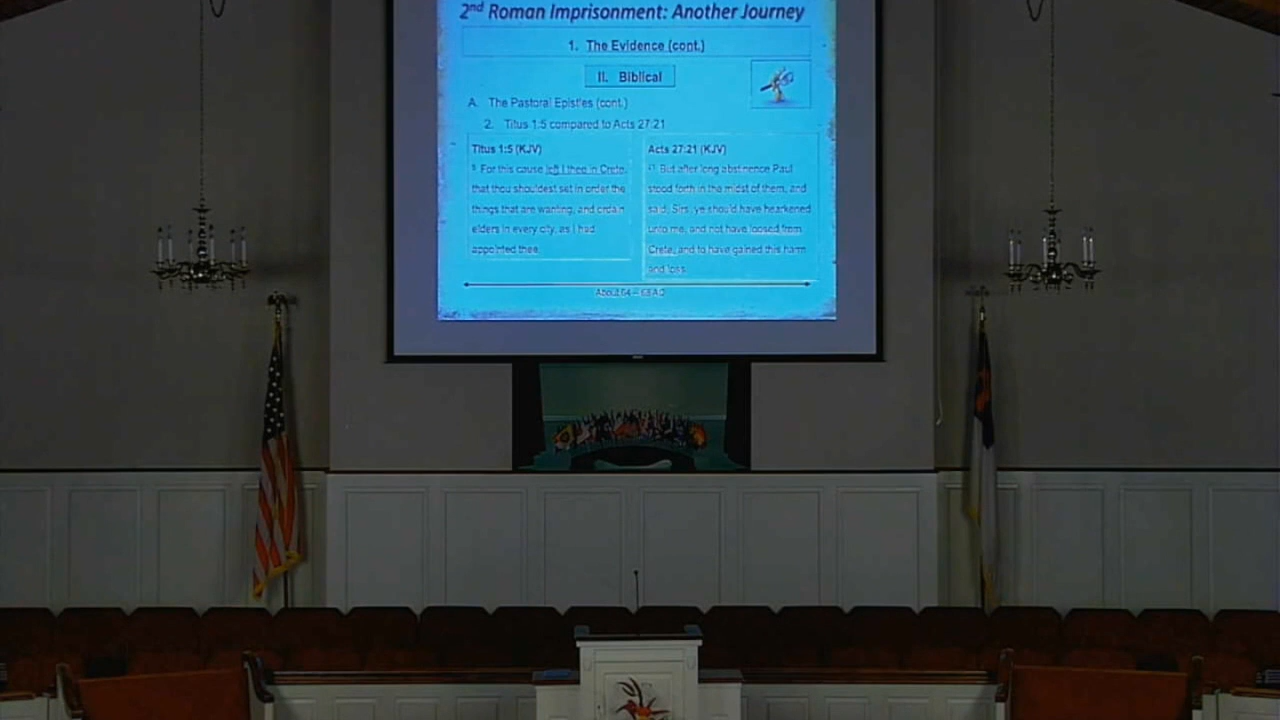 2nd Roman Imprisonment: Another Journey
1. The Evidence (cont.)
II. Biblical
A. The Pastoral Epistles (cont.)
2. Titus 1:5 compared to Acts 27:21
Titus 1:5 (KJV)
5 For this cause left I thee in Crete,
that thou shouldest set in order the
things that are wanting, and ordain
elders in every city, as I had
appointed thee
Acts 27:21 (KJV)
21 But after long abstinence Paul
stood forth in the midst of them, and
said, Sirs, ye should have hearkened
unto me, and not have loosed from
Crete, and to have gained this harm
and loss.
About 64 – 68 AD